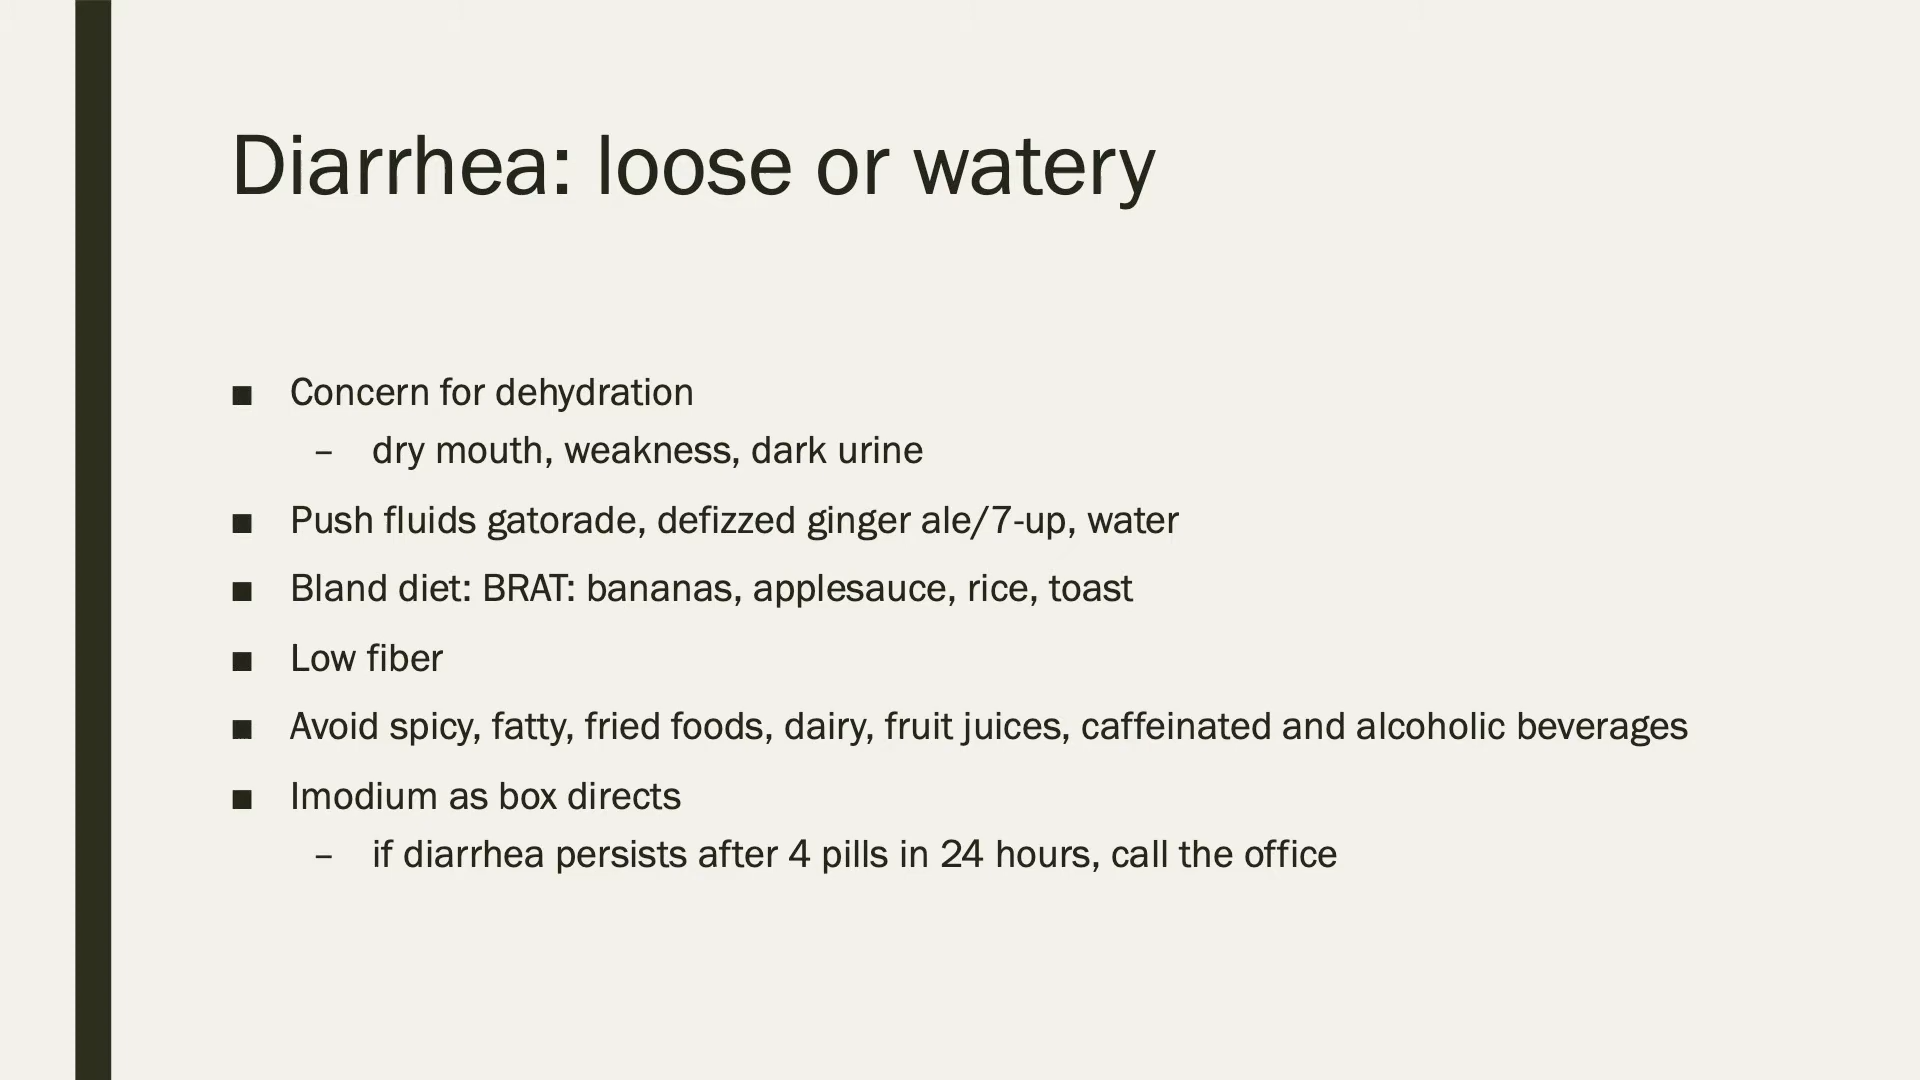 Diarrhea: loose or watery
■ Concern for dehydration
– dry mouth, weakness, dark urine
■ Push fluids gatorade, defizzed ginger ale/7-up, water
■ Bland diet: BRAT: bananas, applesauce, rice, toast
■ Low fiber
■ Avoid spicy, fatty, fried foods, dairy, fruit juices, caffeinated and alcoholic beverages
■ Imodium as box directs
– if diarrhea persists after 4 pills in 24 hours, call the office